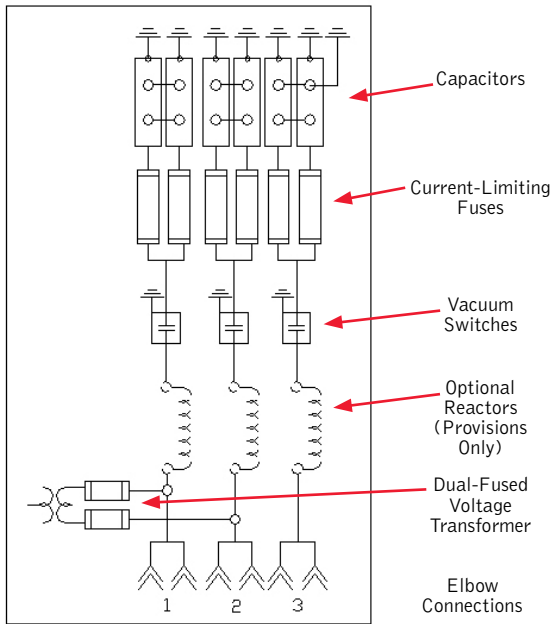 Capacitors
Current-Limiting
Fuses
Vacuum
Switches
Optional
Reactors
(Provisions
Only)
Dual-Fused
Voltage
Transformer
Elbow
Connections
1 2 3